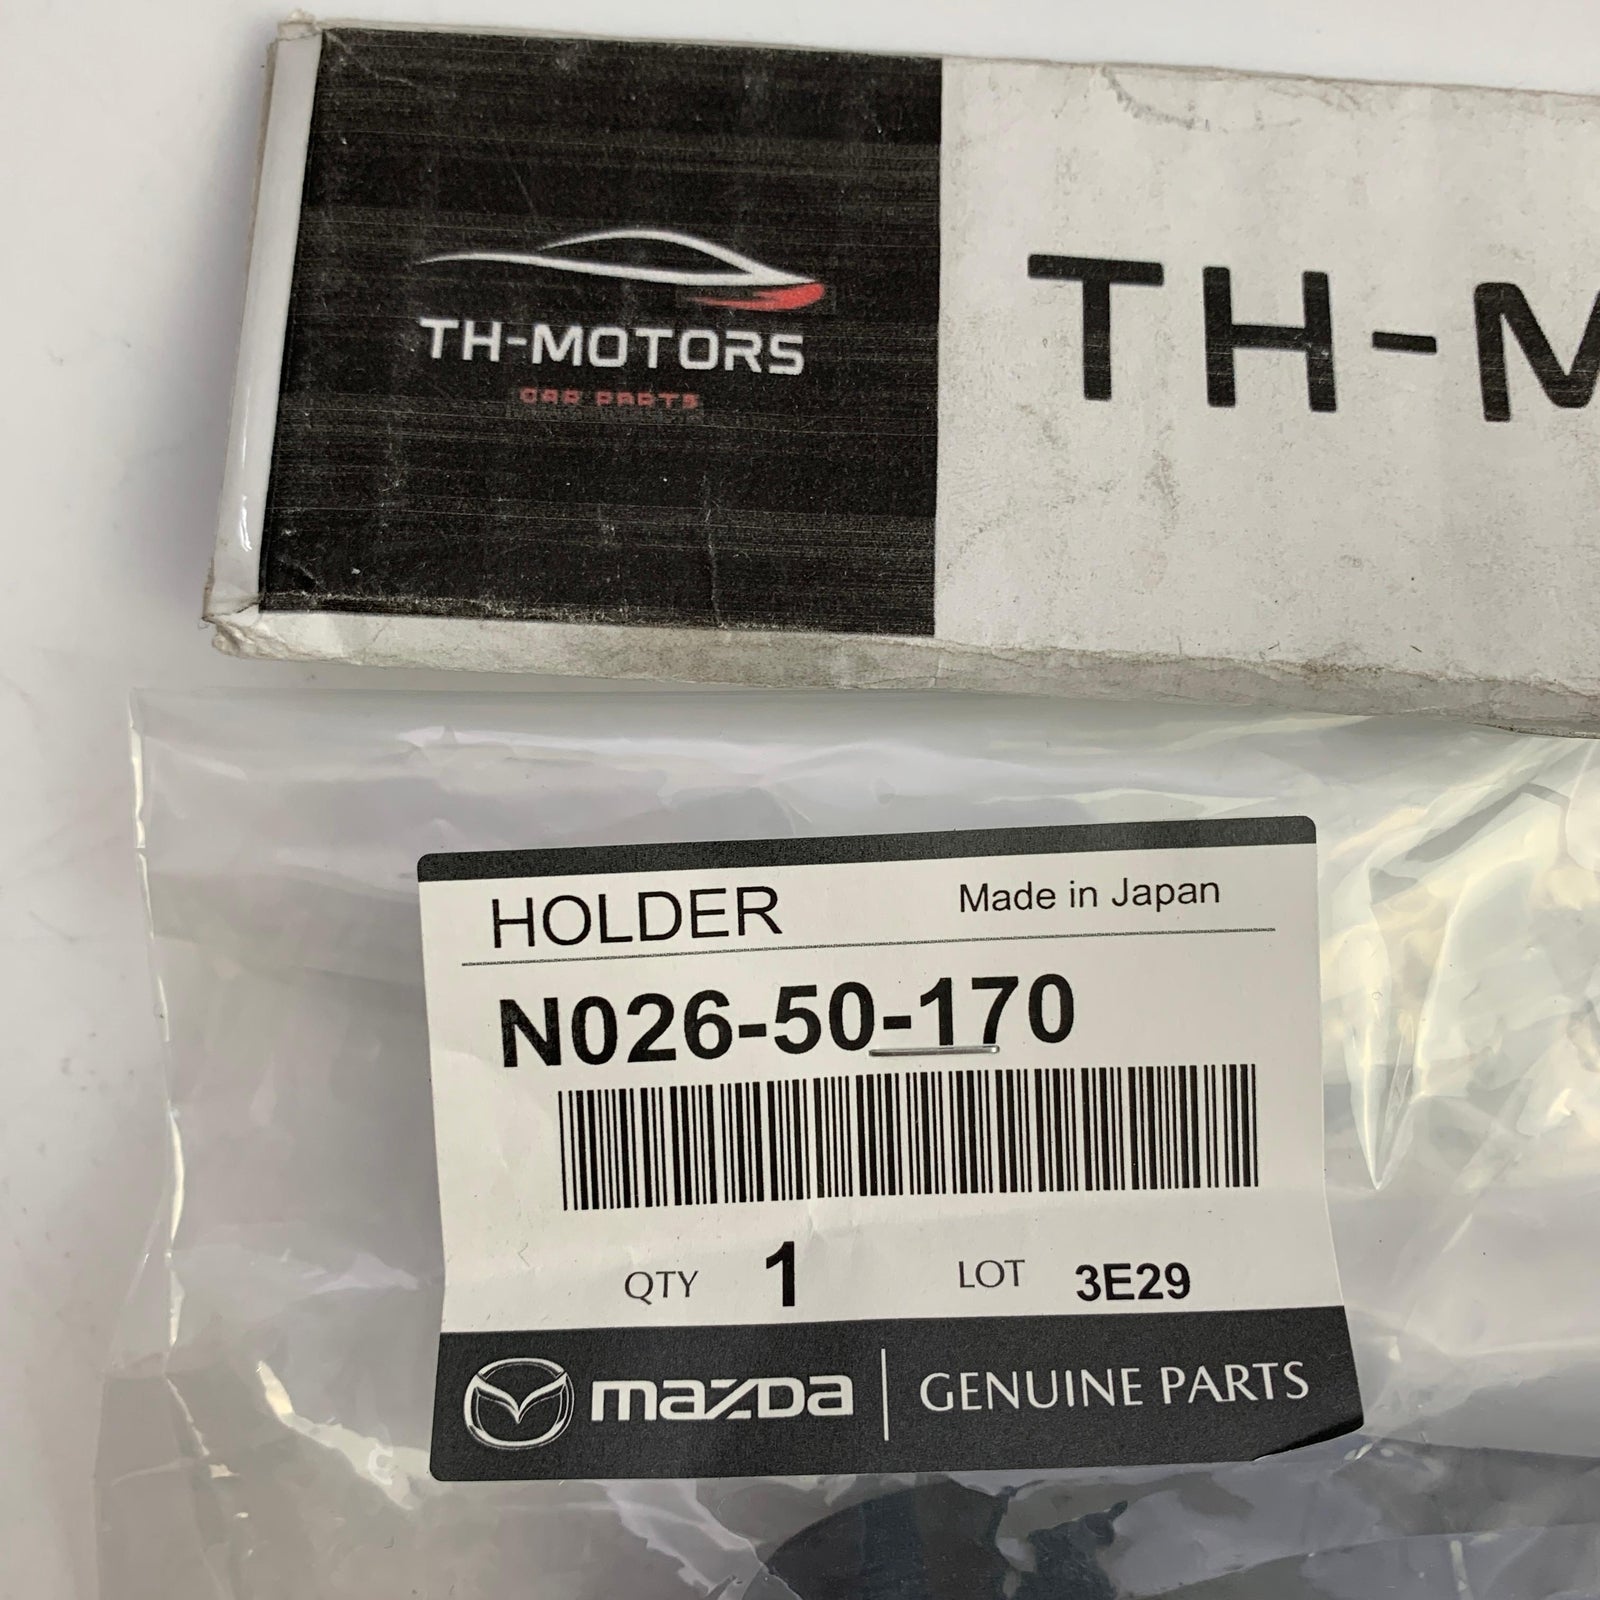 TH-MOTORS
CAR PARTS
TH-M
HOLDER Made in Japan
N026-50-170
QTY 1 LOT 3E29
mazda GENUINE PARTS